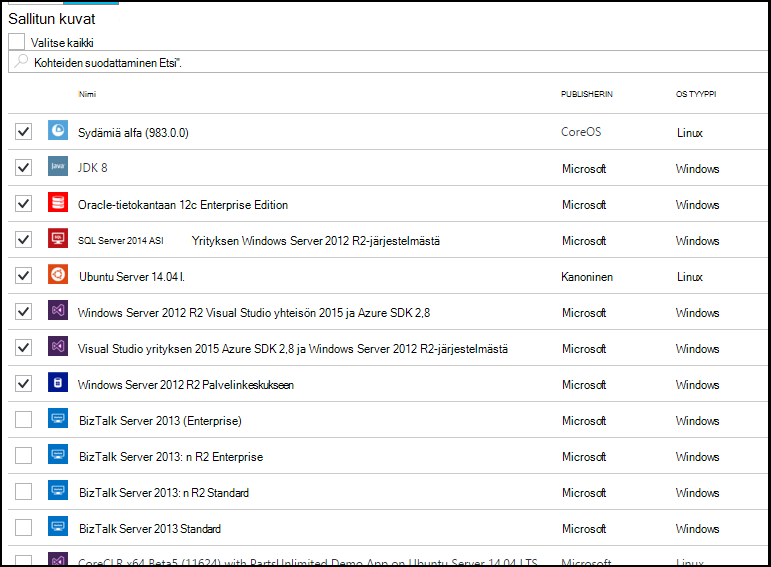 Sallitun kuvat
Valitse kaikki
Kohteiden suodattaminen Etsi".
Nimi PUBLISHERIN OS TYYPPI
Sydämiä alfa (983.0.0) CoreOS Linux
Java JDK 8 Microsoft Windows
Oracle-tietokantaan 12c Enterprise Edition Microsoft Windows
SQL Server 2014 ASI Yrityksen Windows Server 2012 R2-järjestelmästä Microsoft Windows
Ubuntu Server 14.04 l. Kanoninen Linux
Windows Server 2012 R2 Visual Studio yhteisön 2015 ja Azure SDK 2,8 Microsoft Windows
Visual Studio yrityksen 2015 Azure SDK 2,8 ja Windows Server 2012 R2-järjestelmästä Microsoft Windows
Windows Server 2012 R2 Palvelinkeskukseen Microsoft Windows
BizTalk Server 2013 (Enterprise) Microsoft Windows
BizTalk Server 2013: n R2 Enterprise Microsoft Windows
BizTalk Server 2013: n R2 Standard Microsoft Windows
BizTalk Server 2013 Standard Microsoft Windows
CoreCLR x64 Beta5 (11624) with PartsUnlimited Demo App on Ubuntu Server 14.04 LTS Microsoft Linux